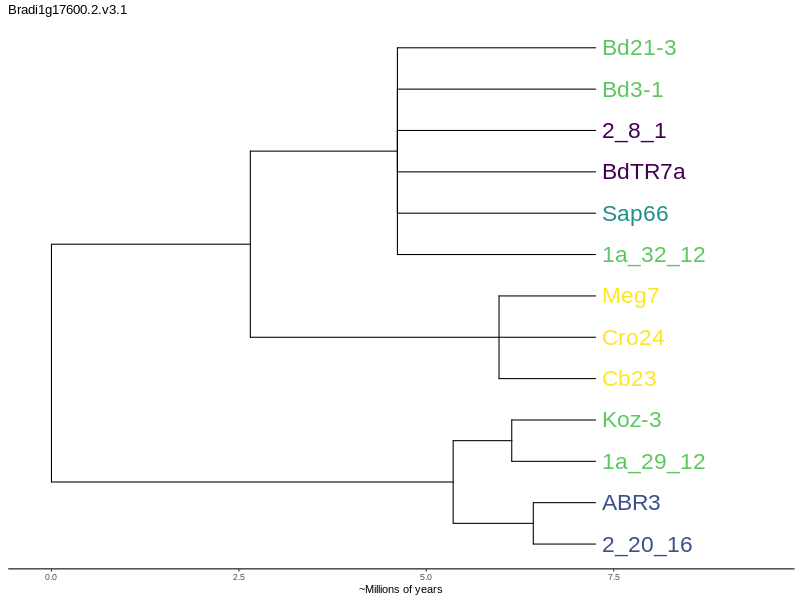 Bradi1g17600.2.v3.1
Bd21-3
Bd3-1
2_8_1
BdTR7a
Sap66
1a_32_12
Meg7
Cro24
Cb23
Koz-3
1a_29_12
ABR3
2_20_16
0.0 2.5 5.0 7.5
~Millions of years